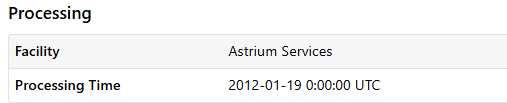 Processing
Facility Astrium Services
Processing Time 2012-01-19 0:00:00 UTC